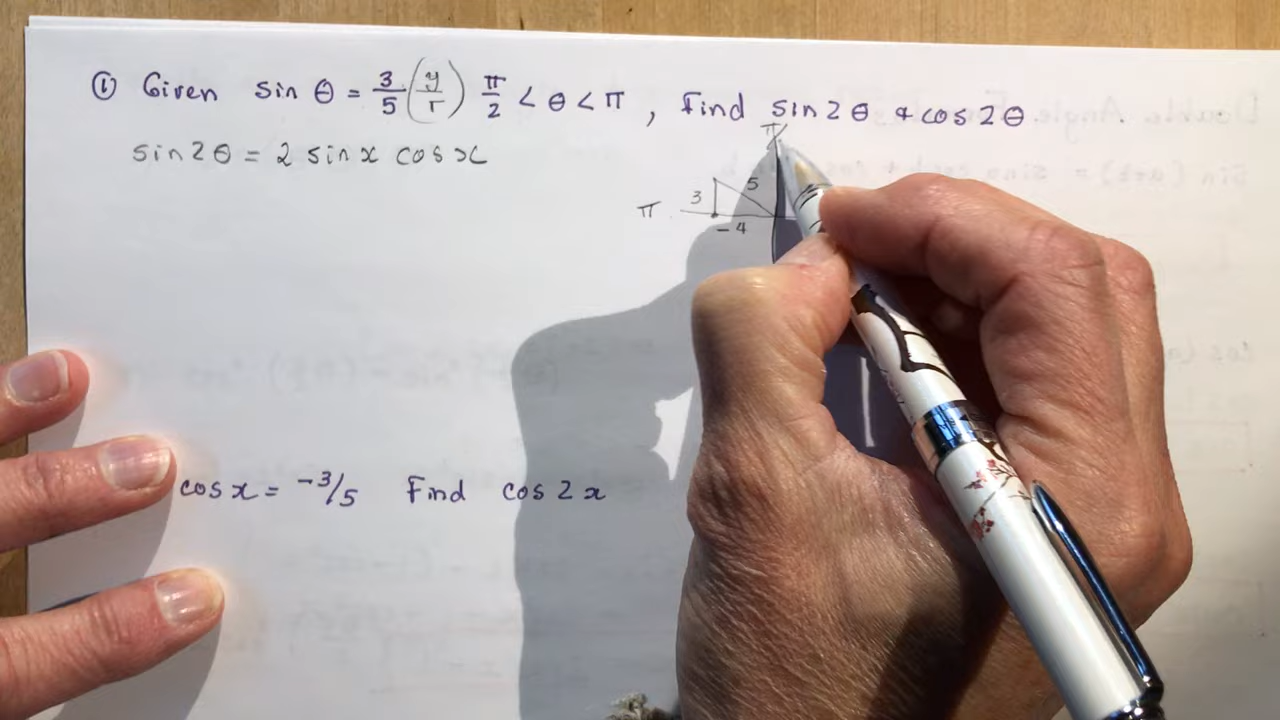 ① Given sin θ = 3/5 (y/r) π/2 < θ < π, Find sin 2θ & cos 2θ
sin 2θ = 2 sin x cos x
π/
3 5
π
-4
cos x = -3/5 Find cos 2x